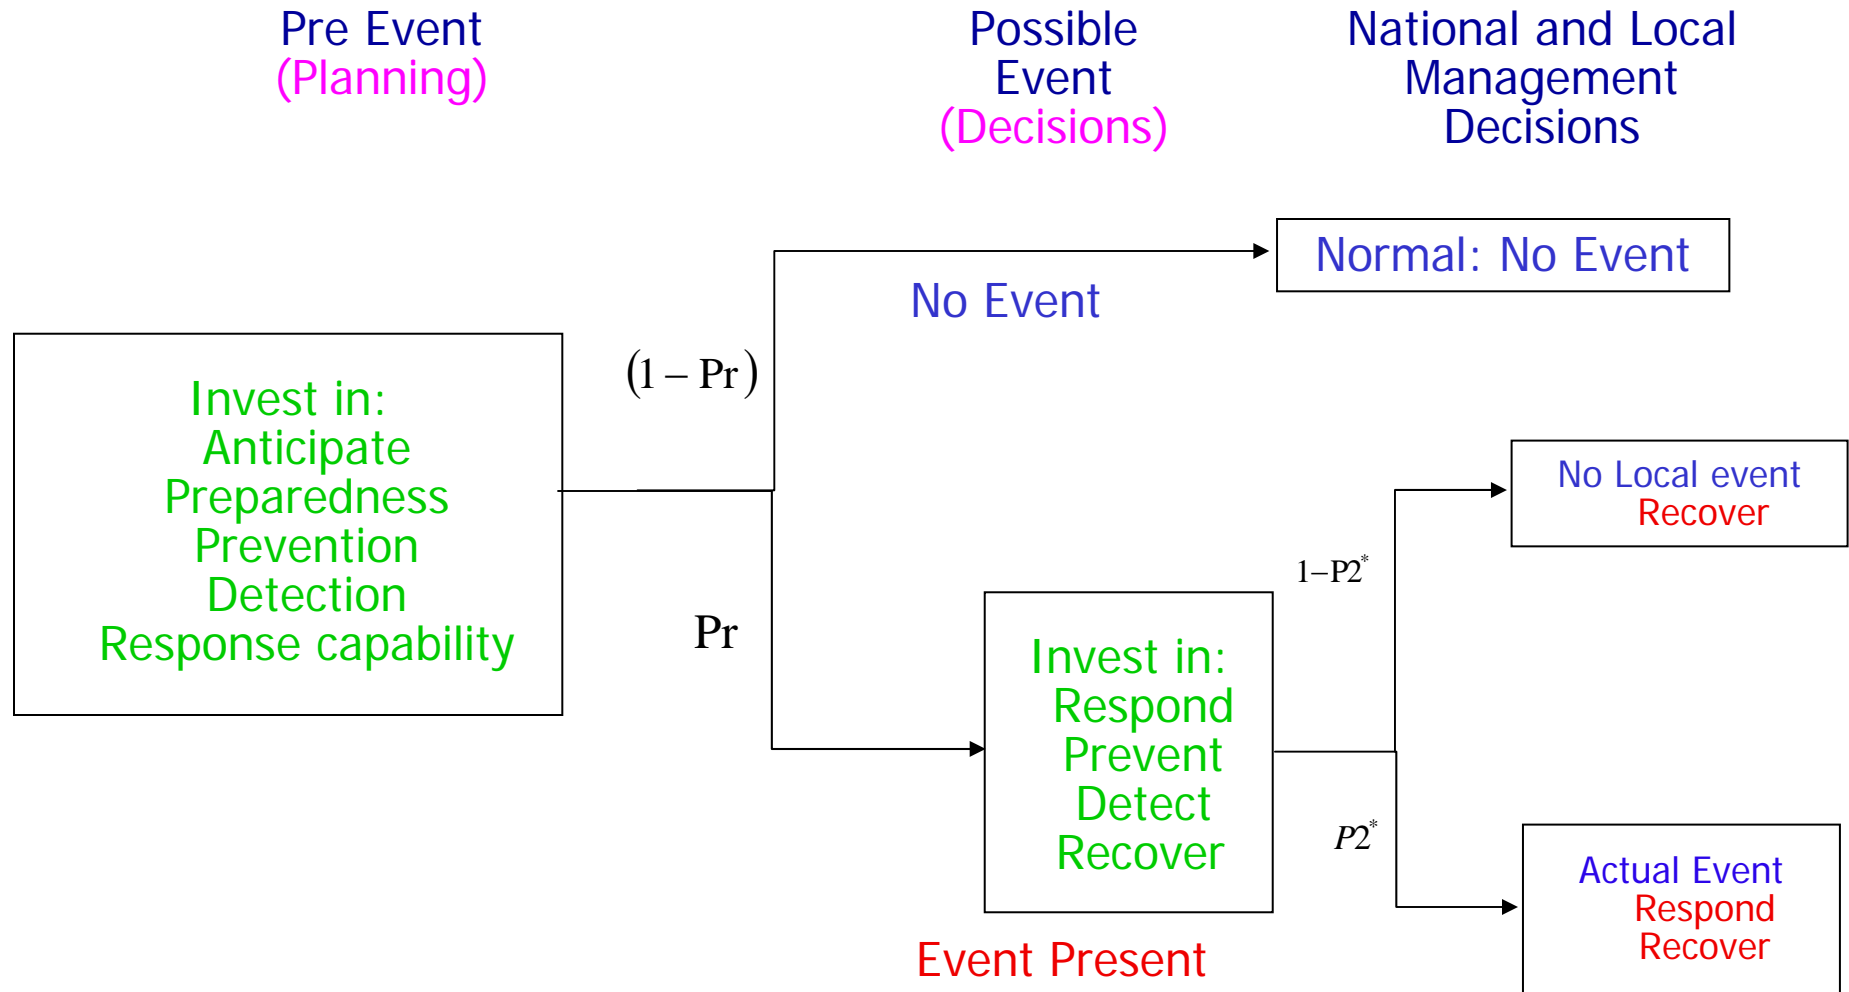 Pre Event
(Planning)
Possible
Event
(Decisions)
National and Local
Management
Decisions
Normal: No Event
No Event
(1 – Pr)
Invest in:
Anticipate
Preparedness
Prevention
Detection
Response capability
Pr
No Local event
Recover
1–P2*
Invest in:
Respond
Prevent
Detect
Recover
P2*
Actual Event
Respond
Recover
Event Present